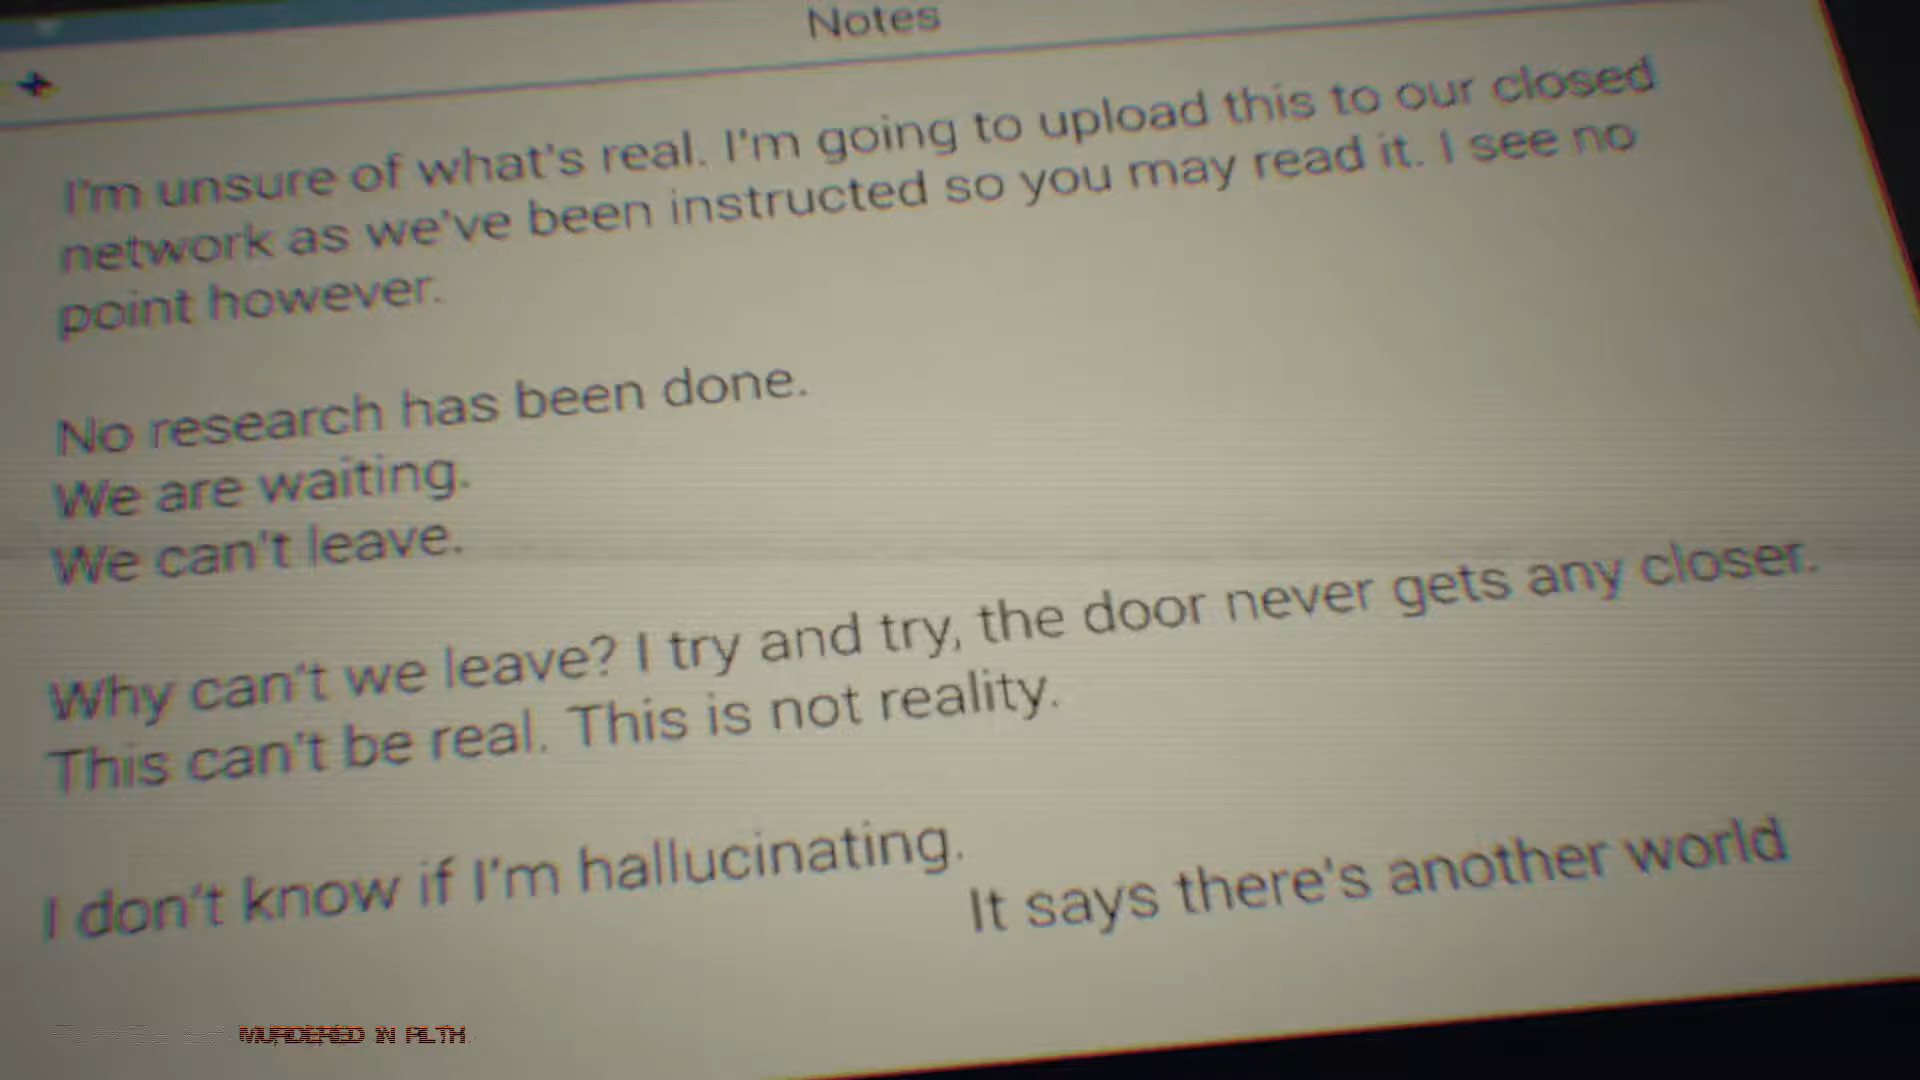 Notes
+
I'm unsure of what's real. I'm going to upload this to our closed
network as we've been instructed so you may read it. I see no
point however.
No research has been done.
We are waiting.
We can't leave.
Why can't we leave? I try and try, the door never gets any closer.
This can't be real. This is not reality.
I don't know if I'm hallucinating.
It says there's another world
MURDERED IN FILTH